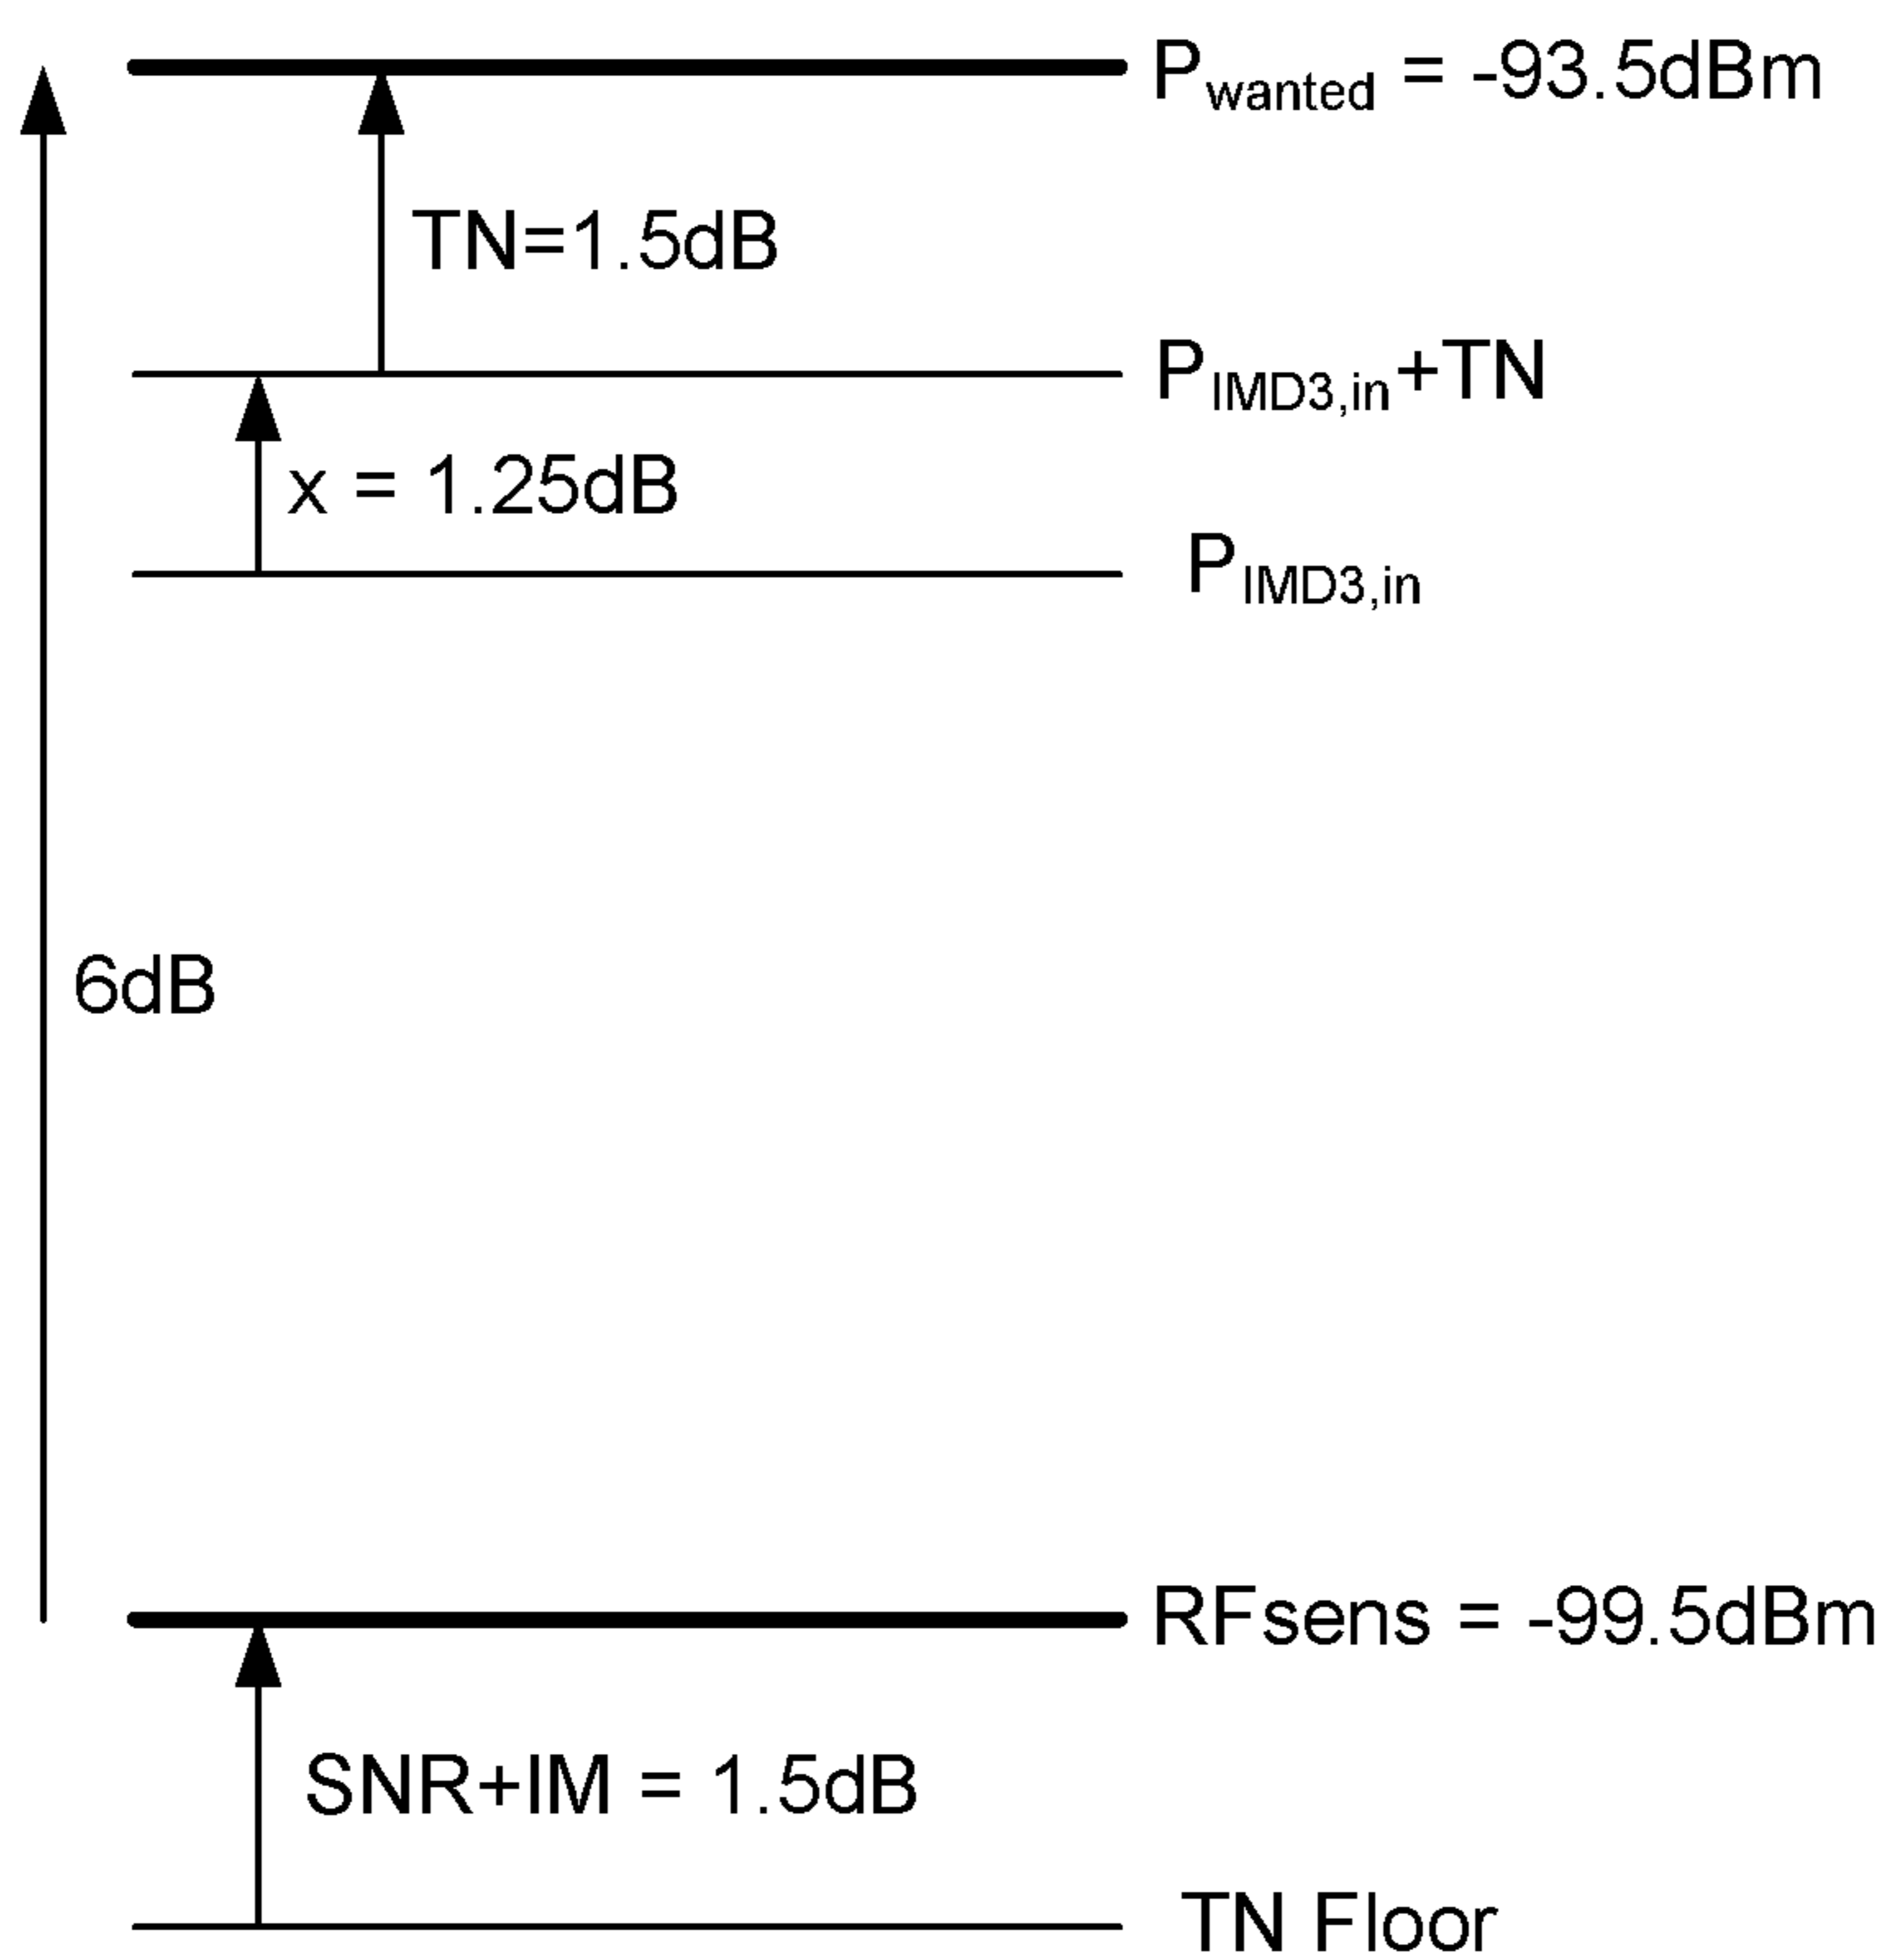 P_wanted = -93.5dBm
TN=1.5dB
P_IMD3,in+TN
x = 1.25dB
P_IMD3,in
6dB
RFsens = -99.5dBm
SNR+IM = 1.5dB
TN Floor